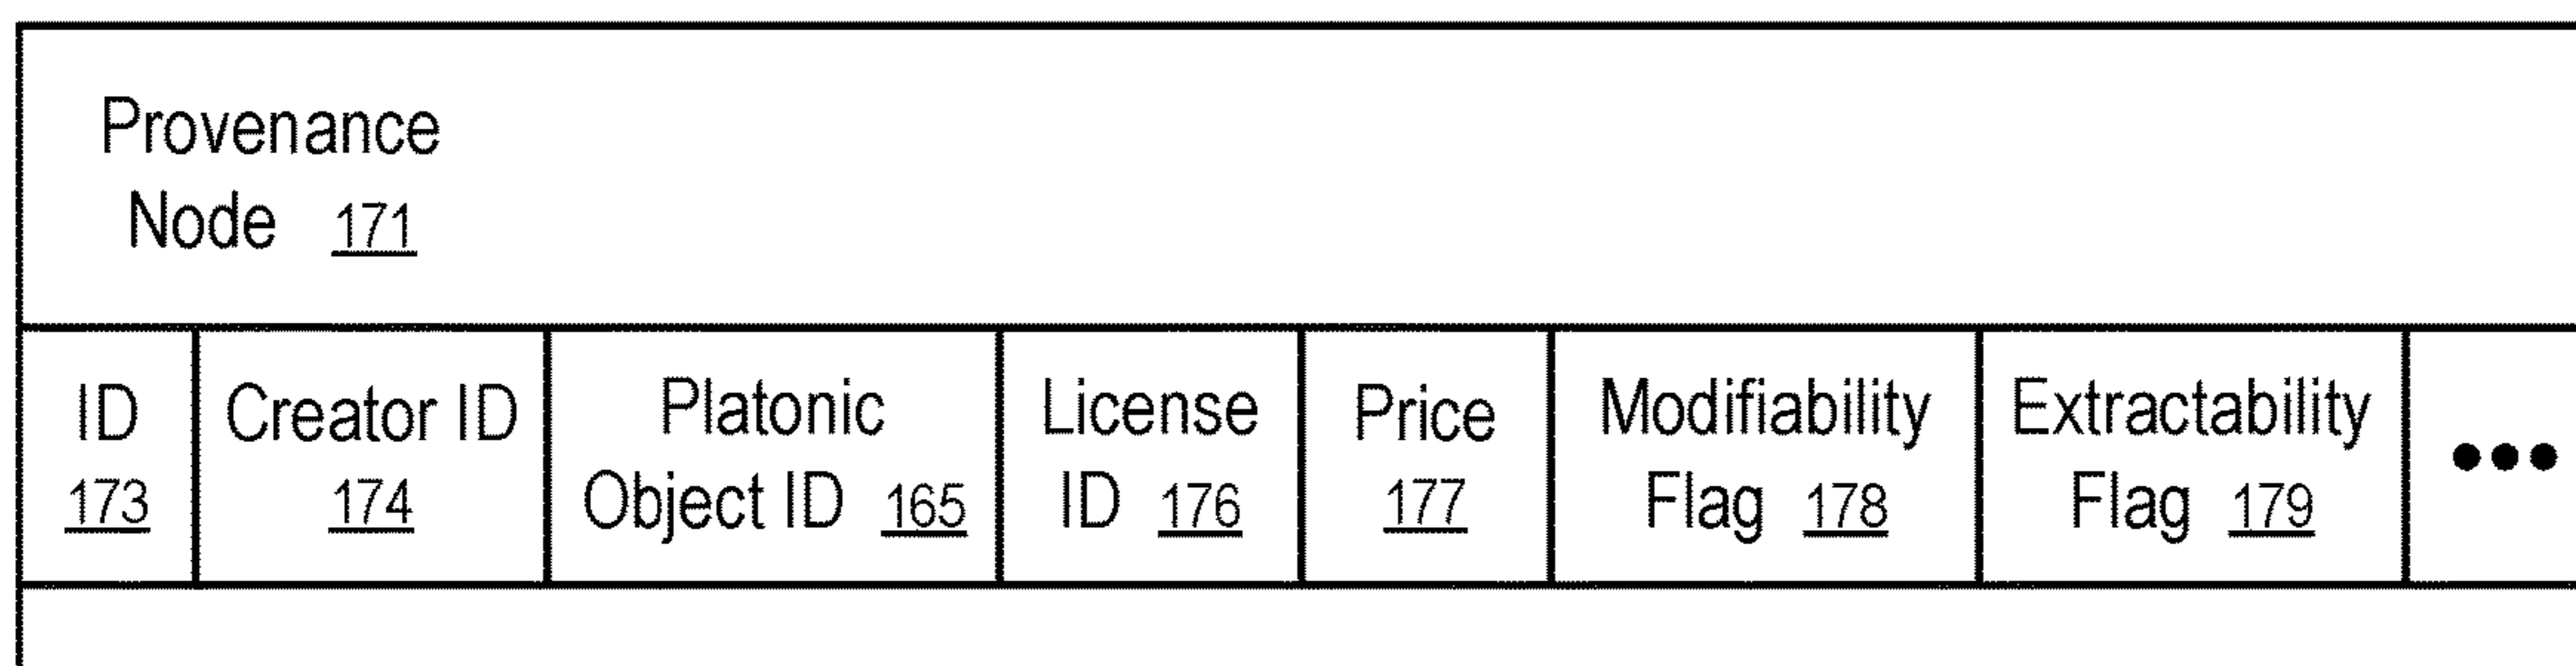 Provenance
Node 171
ID
173
Creator ID
174
Platonic
Object ID 165
License
ID 176
Price
177
Modifiability
Flag 178
Extractability
Flag 179
•••